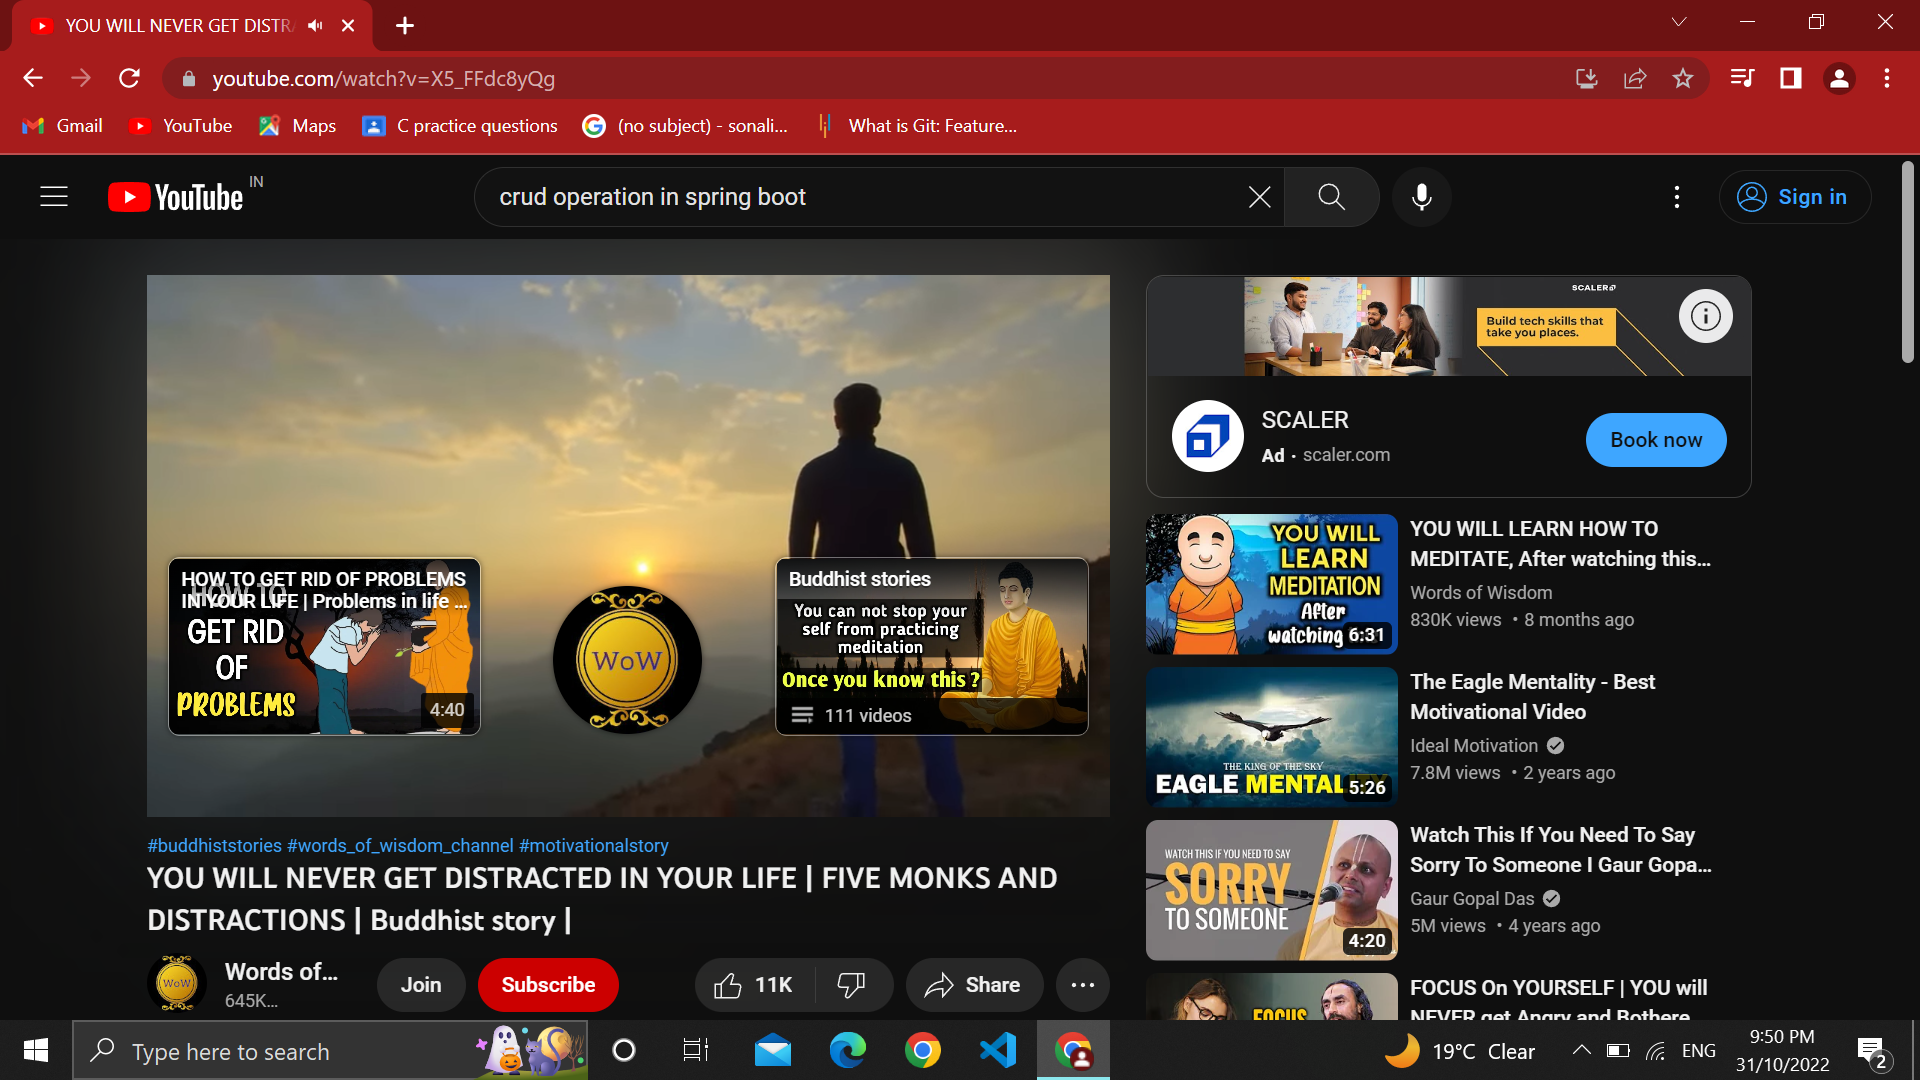 YOU WILL NEVER GET DISTR
youtube.com/watch?v=X5_FFdc8yQg
Gmail
YouTube
Maps
C practice questions
(no subject) - sonali...
What is Git: Feature...
YouTube
IN
crud operation in spring boot
Sign in
HOW TO GET RID OF PROBLEMS
IN YOUR LIFE | Problems in life ...
HOW TO
GET RID
OF
PROBLEMS
4:40
WoW
Buddhist stories
You can not stop your
self from practicing
meditation
Once you know this ?
111 videos
#buddhiststories #words_of_wisdom_channel #motivationalstory
YOU WILL NEVER GET DISTRACTED IN YOUR LIFE | FIVE MONKS AND
DISTRACTIONS | Buddhist story |
WoW
Words of...
645K...
Join
Subscribe
11K
Share
SCALER
Build tech skills that
take you places.
SCALER
Ad · scaler.com
Book now
YOU WILL
LEARN
MEDITATION
After
watching
6:31
YOU WILL LEARN HOW TO
MEDITATE, After watching this...
Words of Wisdom
830K views • 8 months ago
THE KING OF THE SKY
EAGLE MENTALITY
5:26
The Eagle Mentality - Best
Motivational Video
Ideal Motivation
7.8M views • 2 years ago
WATCH THIS IF YOU NEED TO SAY
SORRY
TO SOMEONE
4:20
Watch This If You Need To Say
Sorry To Someone I Gaur Gopa...
Gaur Gopal Das
5M views • 4 years ago
FOCUS
FOCUS On YOURSELF | YOU will
NEVER get Angry and Bothere
Type here to search
19°C Clear
ENG
9:50 PM
31/10/2022
2